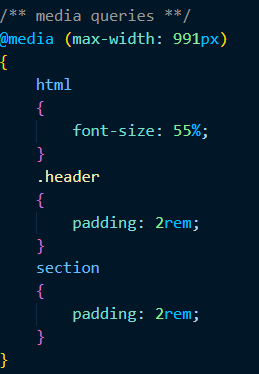 /** media queries **/
@media (max-width: 991px)
{
    html
    {
        font-size: 55%;
    }
    .header
    {
        padding: 2rem;
    }
    section
    {
        padding: 2rem;
    }
}